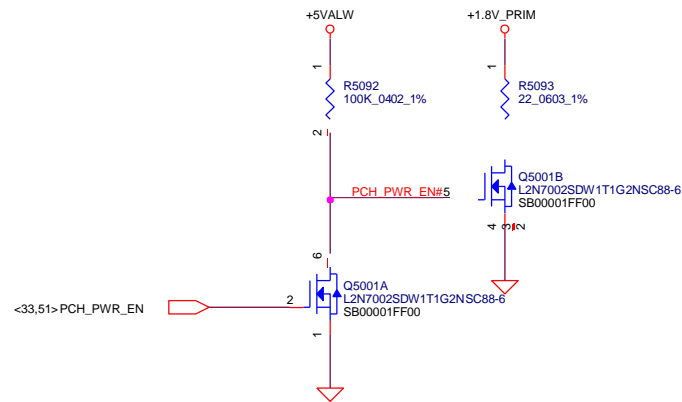 +5VALW
+1.8V_PRIM
1
1
R5092
100K_0402_1%
R5093
22_0603_1%
2
PCH_PWR_EN#
5
Q5001B
L2N7002SDW1T1G2NSC88-6
SB00001FF00
4
3
2
6
Q5001A
L2N7002SDW1T1G2NSC88-6
SB00001FF00
<33,51>
PCH_PWR_EN
2
1